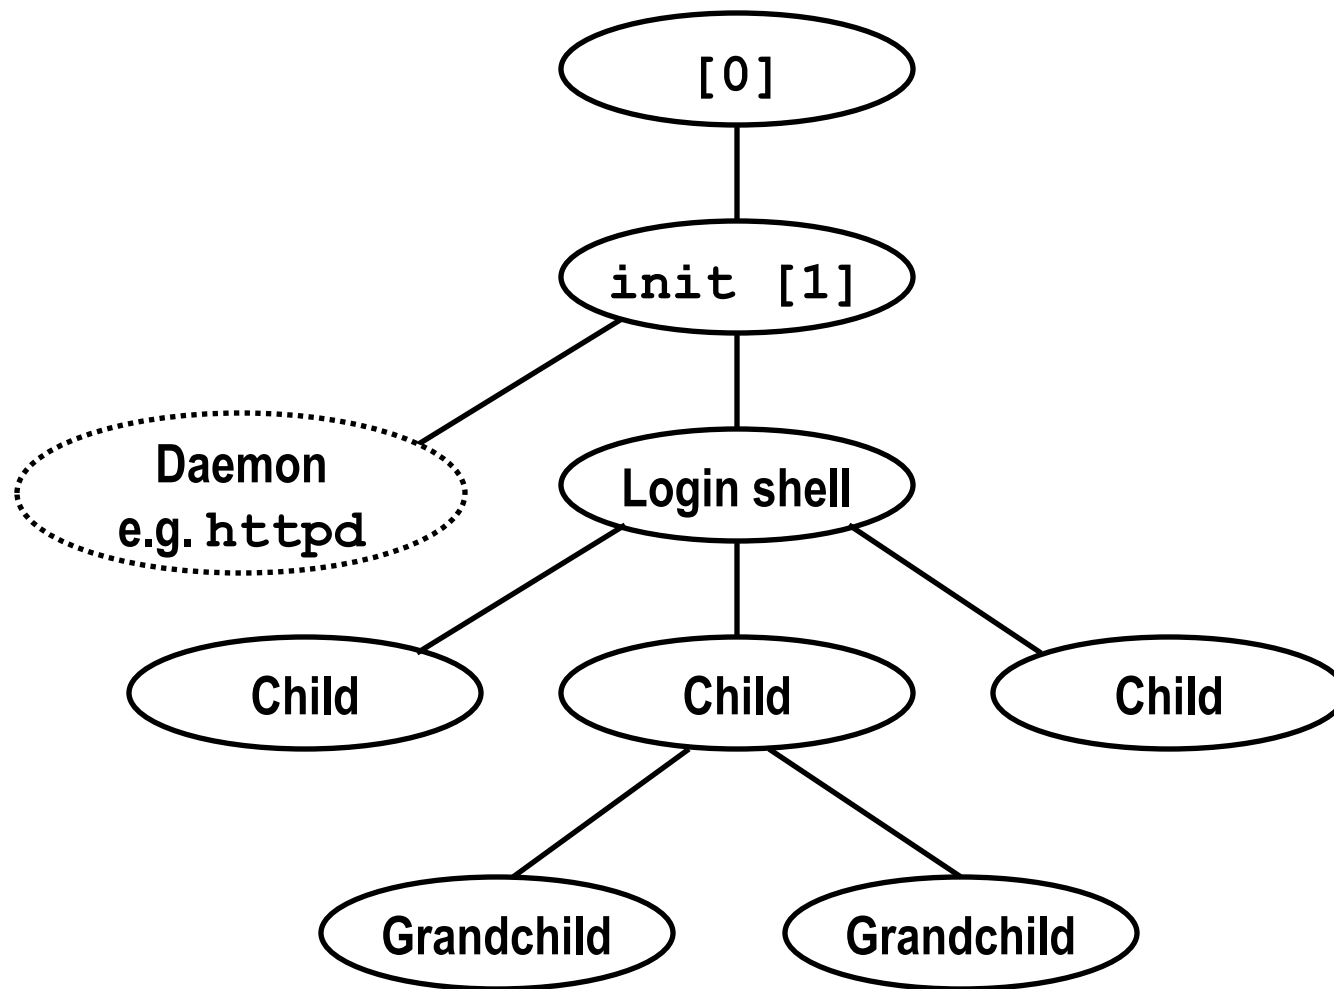 [0]
init [1]
Daemon
e.g. httpd
Login shell
Child
Child
Child
Grandchild
Grandchild